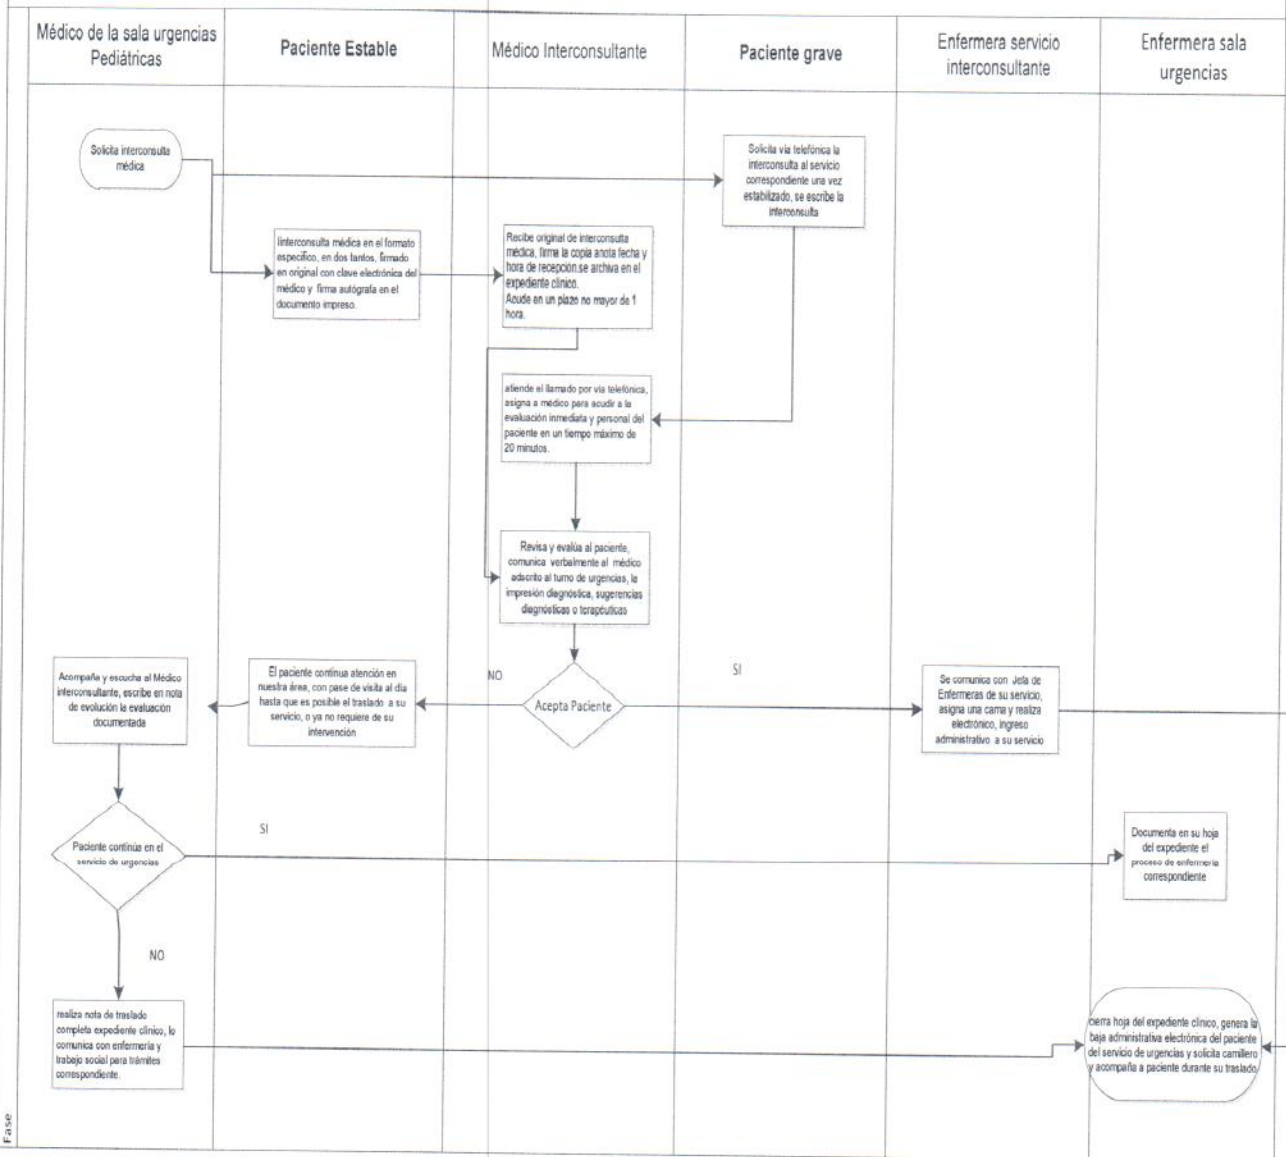 Médico de la sala urgencias
Pediátricas
Paciente Estable
Médico Interconsultante
Paciente grave
Enfermera servicio
interconsultante
Enfermera sala
urgencias
Solicita interconsulta
médica
Solicita vía telefónica la
interconsulta al servicio
correspondiente una vez
estabilizado, se escribe la
interconsulta
Iinterconsulta médica en el formato
específico, en dos tantos, firmado
en original con clave electrónica del
médico y firma autógrafa en el
documento impreso.
Recibe original de interconsulta
médica, firma la copia anota fecha y
hora de recepción.se archiva en el
expediente clínico.
Acude en un plazo no mayor de 1
hora.
atiende el llamado por vía telefónica,
asigna a médico para acudir a la
evaluación inmediata y personal del
paciente en un tiempo máximo de
20 minutos.
Revisa y evalúa al paciente,
comunica verbalmente al médico
adscrito al turno de urgencias, la
impresión diagnóstica, sugerencias
diagnósticas o terapéuticas
Acompaña y escucha al Médico
interconsultante, escribe en nota
de evolución la evaluación
documentada
El paciente continua atención en
nuestra área, con pase de visita al día
hasta que es posible el traslado a su
servicio, o ya no requiere de su
intervención
NO
Acepta Paciente
SI
Se comunica con Jefa de
Enfermeras de su servicio,
asigna una cama y realiza
electrónico, ingreso
administrativo a su servicio
Paciente continúa en el
servicio de urgencias
SI
Documenta en su hoja
del expediente el
proceso de enfermería
correspondiente
NO
realiza nota de traslado
completa expediente clínico, lo
comunica con enfermería y
trabajo social para trámites
correspondiente.
cierra hoja del expediente clínico, genera la
baja administrativa electrónica del paciente
del servicio de urgencias y solicita camillero
y acompaña a paciente durante su traslado
Fase